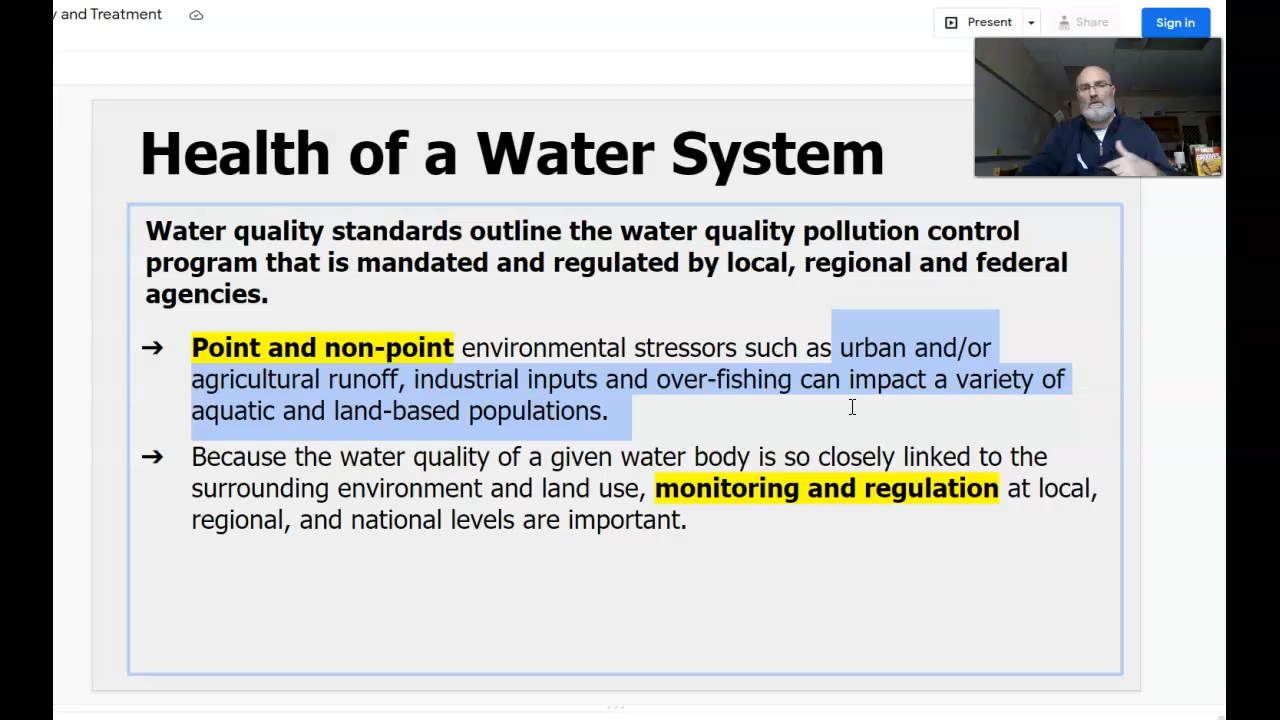 y and Treatment
Present
Share
Sign in
Health of a Water System
Water quality standards outline the water quality pollution control
program that is mandated and regulated by local, regional and federal
agencies.
➔ Point and non-point environmental stressors such as urban and/or
agricultural runoff, industrial inputs and over-fishing can impact a variety of
aquatic and land-based populations.
➔ Because the water quality of a given water body is so closely linked to the
surrounding environment and land use, monitoring and regulation at local,
regional, and national levels are important.